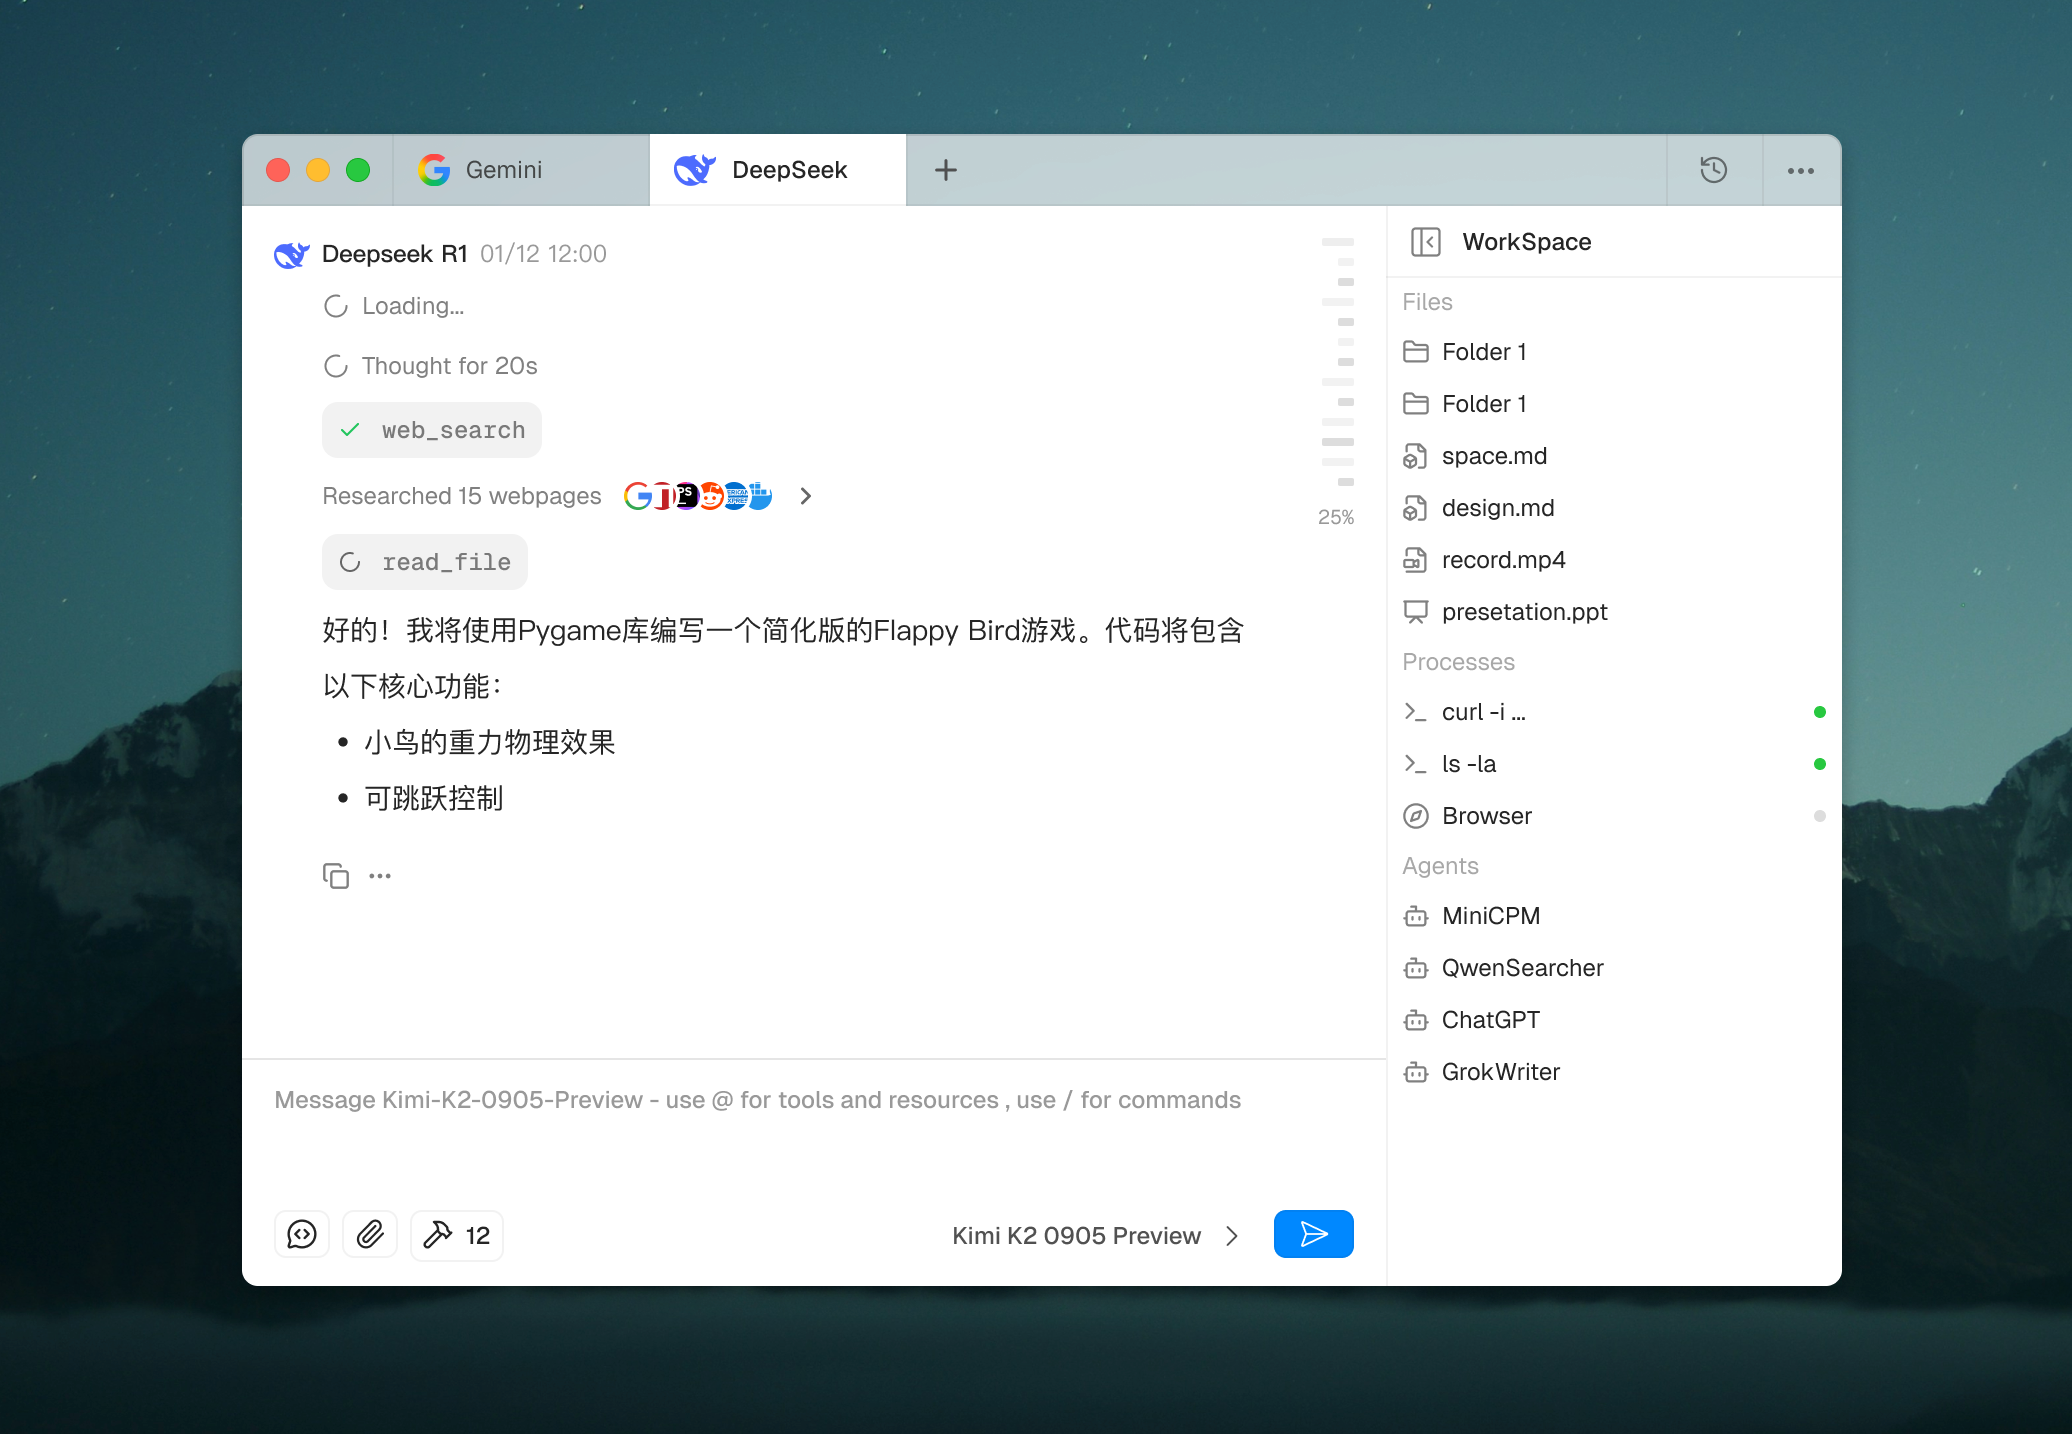 Gemini
DeepSeek
Deepseek R1 01/12 12:00
Loading...
Thought for 20s
web_search
Researched 15 webpages
read_file
好的！我将使用Pygame库编写一个简化版的Flappy Bird游戏。代码将包含
以下核心功能：
• 小鸟的重力物理效果
• 可跳跃控制
25%
Message Kimi-K2-0905-Preview - use @ for tools and resources , use / for commands
12
Kimi K2 0905 Preview
WorkSpace
Files
Folder 1
Folder 1
space.md
design.md
record.mp4
presetation.ppt
Processes
curl -i ...
ls -la
Browser
Agents
MiniCPM
QwenSearcher
ChatGPT
GrokWriter